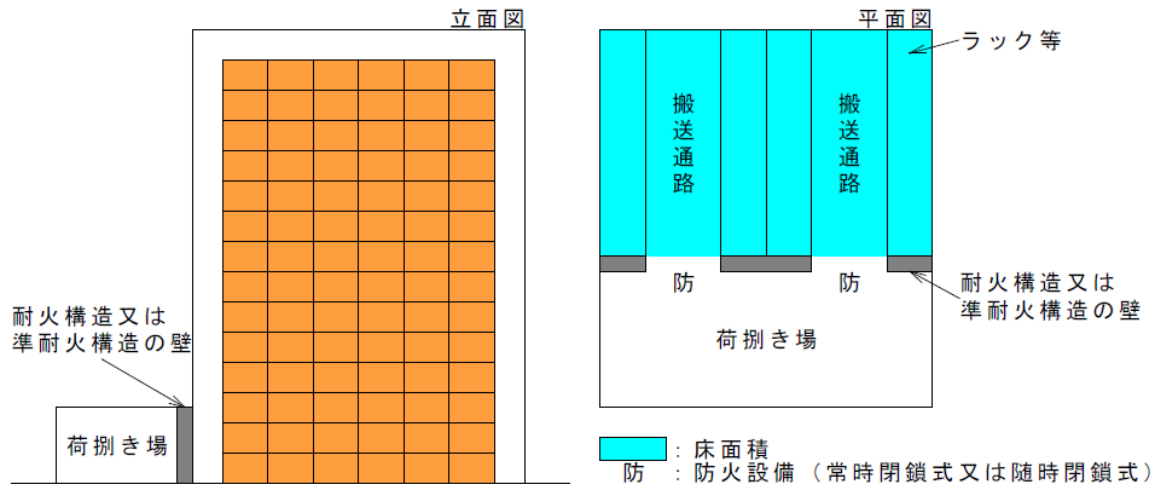 立面図
耐火構造又は
準耐火構造の壁
荷捌き場
平面図
ラック等
搬送通路
搬送通路
防
防
耐火構造又は
準耐火構造の壁
荷捌き場
：床面積
防：防火設備（常時閉鎖式又は随時閉鎖式）